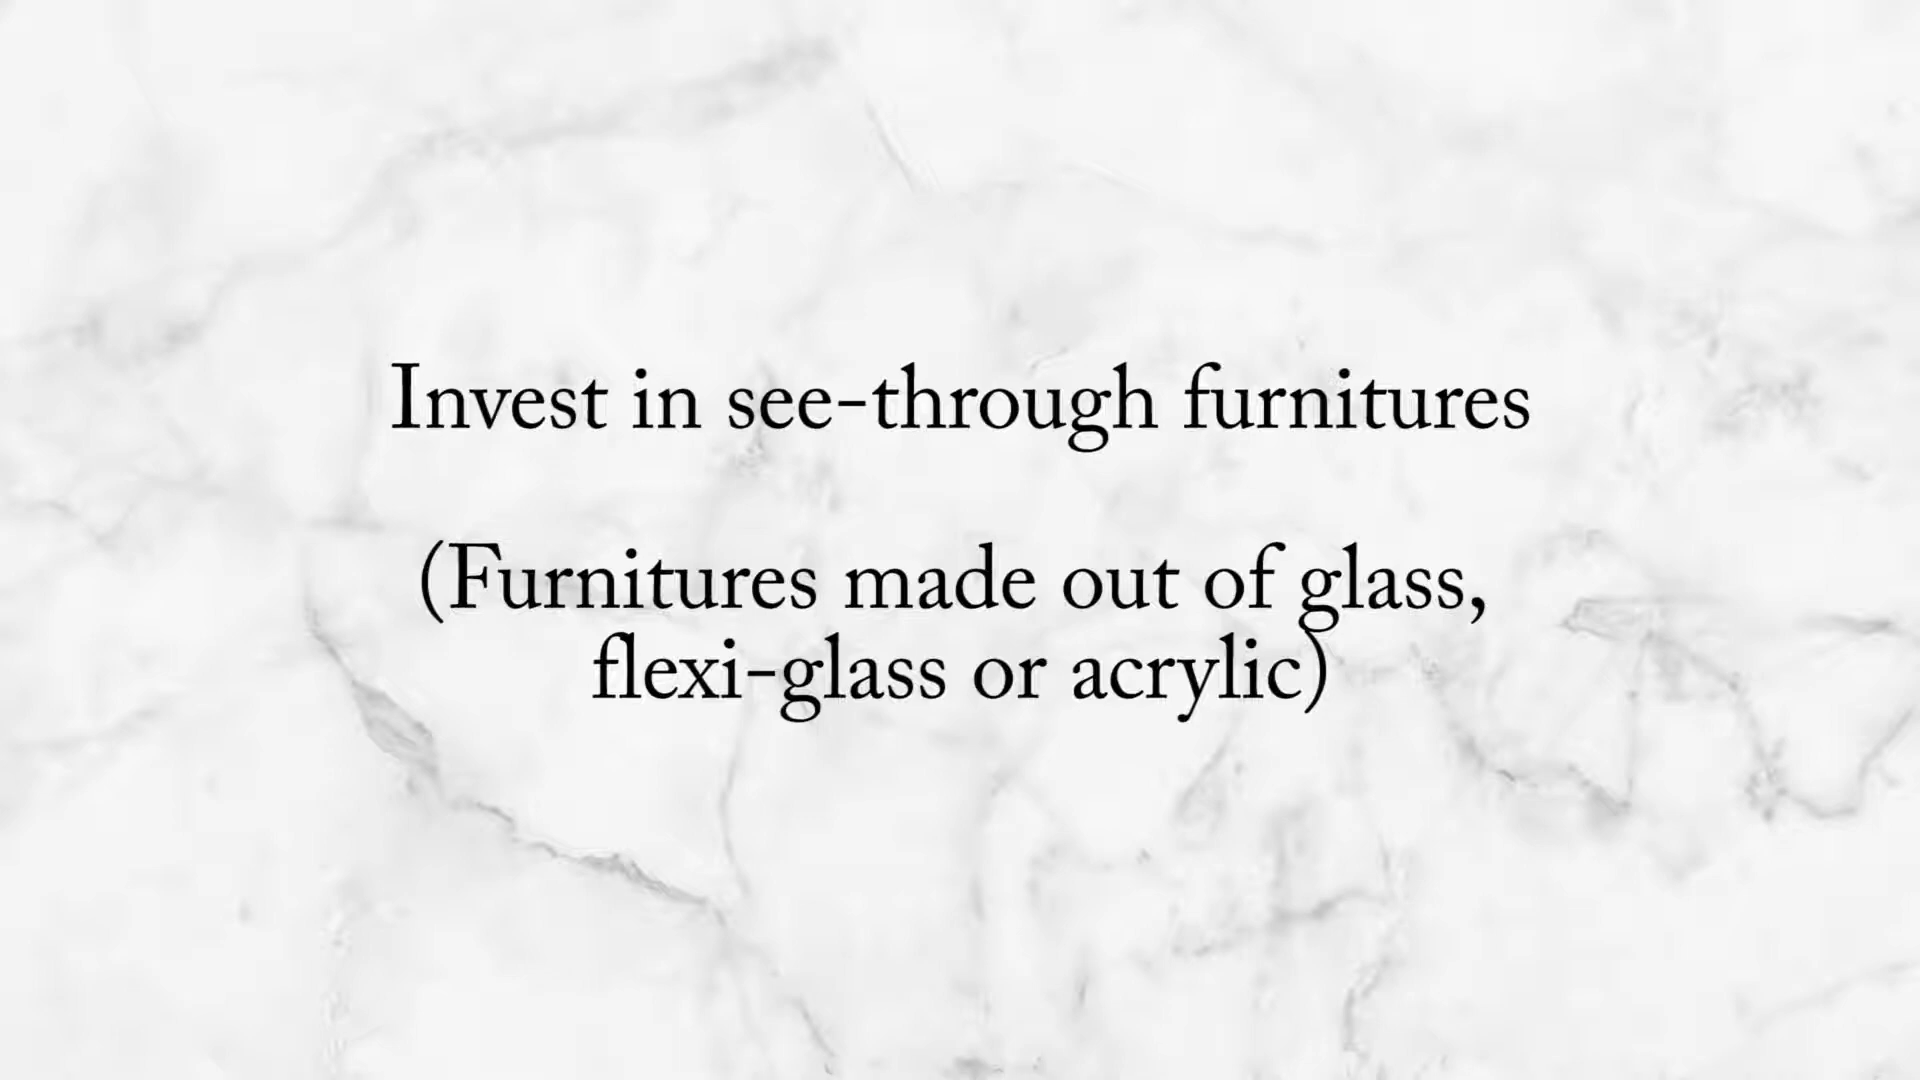 Invest in see-through furnitures
(Furnitures made out of glass,
flexi-glass or acrylic)